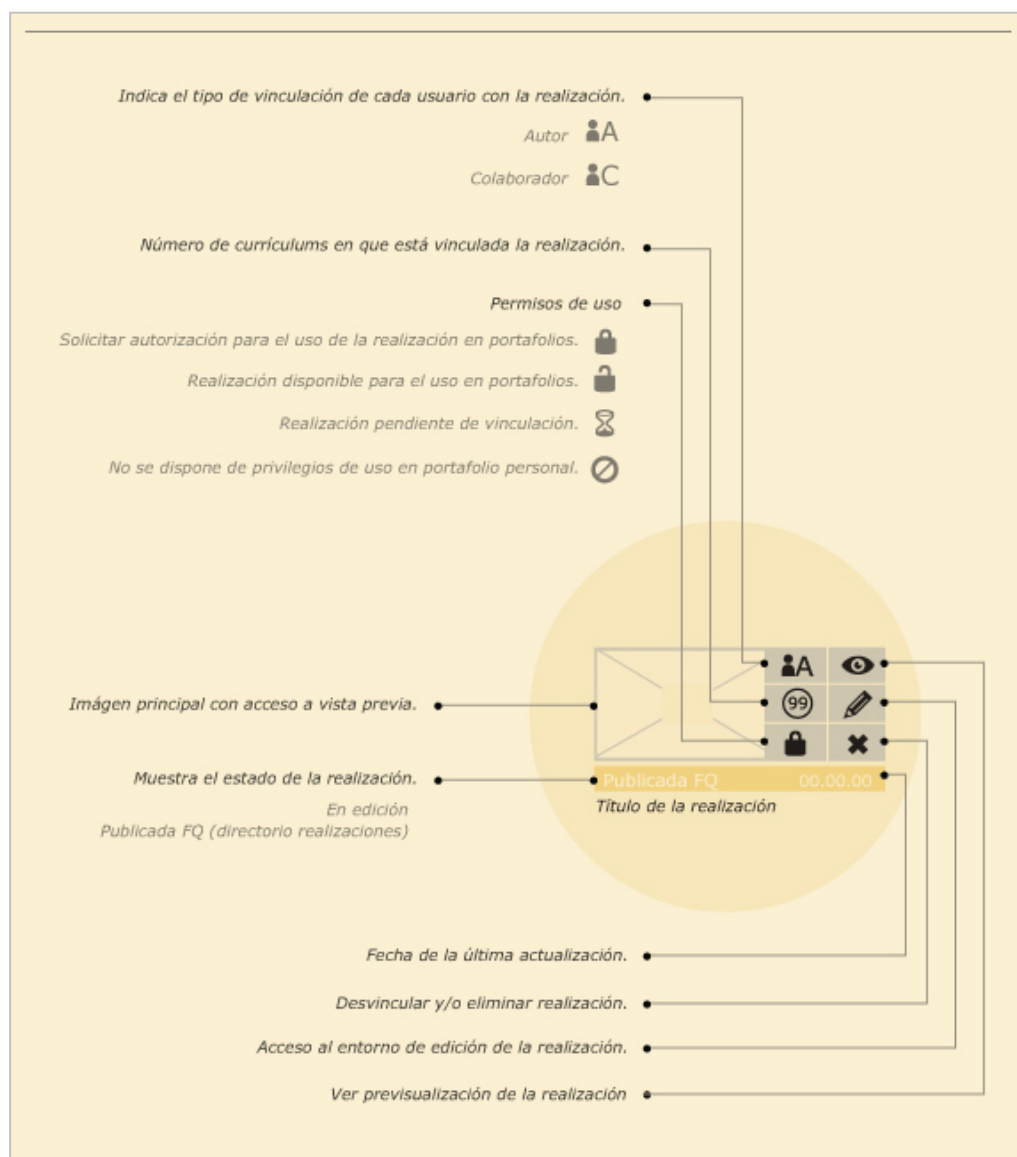 Indica el tipo de vinculación de cada usuario con la realización.
Autor A
Colaborador C
Número de currículums en que está vinculada la realización.
Permisos de uso
Solicitar autorización para el uso de la realización en portafolios.
Realización disponible para el uso en portafolios.
Realización pendiente de vinculación.
No se dispone de privilegios de uso en portafolio personal.
A
Imágen principal con acceso a vista previa.
99
Muestra el estado de la realización.
Publicada FQ 00.00.00
Título de la realización
En edición
Publicada FQ (directorio realizaciones)
Fecha de la última actualización.
Desvincular y/o eliminar realización.
Acceso al entorno de edición de la realización.
Ver previsualización de la realización